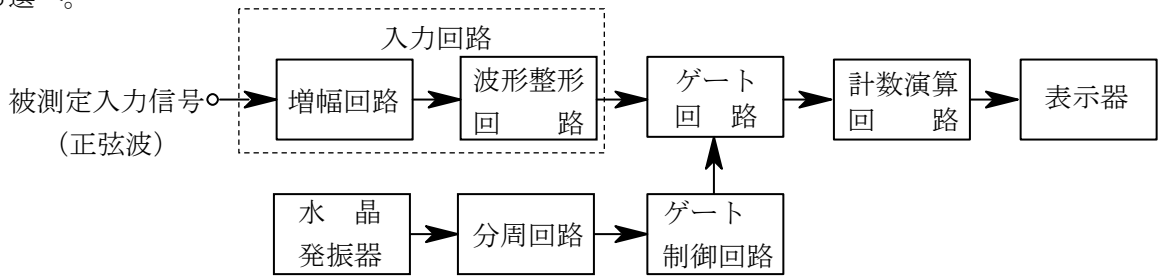 選べ。
入力回路
被測定入力信号
(正弦波)
増幅回路
波形整形
回 路
ゲート
回 路
計数演算
回 路
表示器
水 晶
発振器
分周回路
ゲート
制御回路